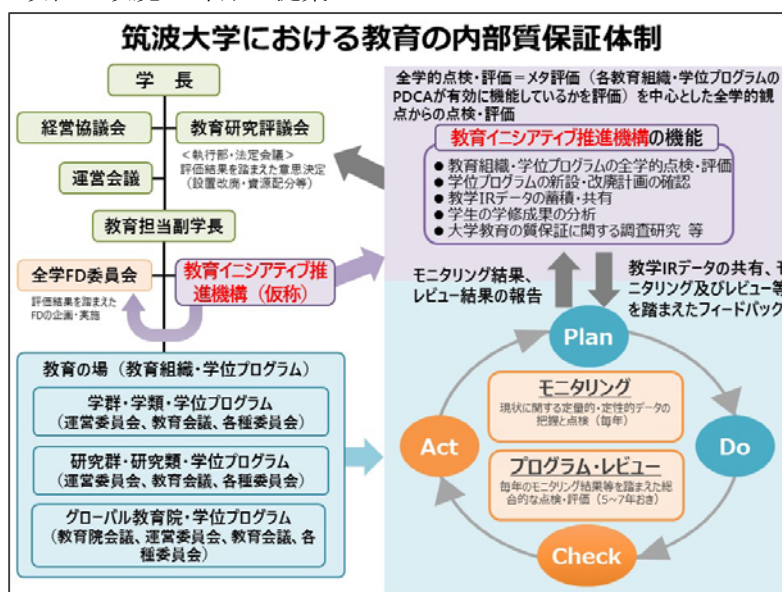 筑波大学における教育の内部質保証体制
学 長
経営協議会
教育研究評議会
<執行部・法定会議>
評価結果を踏まえた意思決定
（設置改廃・資源配分等）
運営会議
教育担当副学長
全学FD委員会
評価結果を踏まえた
FDの企画・実施
教育イニシアティブ推
進機構（仮称）
教育の場（教育組織・学位プログラム）
学群・学類・学位プログラム
（運営委員会、教育会議、各種委員会）
研究群・研究類・学位プログラム
（運営委員会、教育会議、各種委員会）
グローバル教育院・学位プログラム
（教育院会議、運営委員会、教育会議、各
種委員会）
全学的点検・評価＝メタ評価（各教育組織・学位プログラムの
PDCAが有効に機能しているかを評価）を中心とした全学的観
点からの点検・評価
教育イニシアティブ推進機構の機能
● 教育組織・学位プログラムの全学的点検・評価
● 学位プログラムの新設・改廃計画の確認
● 教学IRデータの蓄積・共有
● 学生の学修成果の分析
● 大学教育の質保証に関する調査研究 等
モニタリング結果、
レビュー結果の報告
教学IRデータの共有、モ
ニタリング及びレビュー等
を踏まえたフィードバック
Plan
モニタリング
現状に関する定量的・定性的データの
把握と点検（毎年）
Act
Do
プログラム・レビュー
毎年のモニタリング結果等を踏まえた総
合的な点検・評価（5~7年おき）
Check